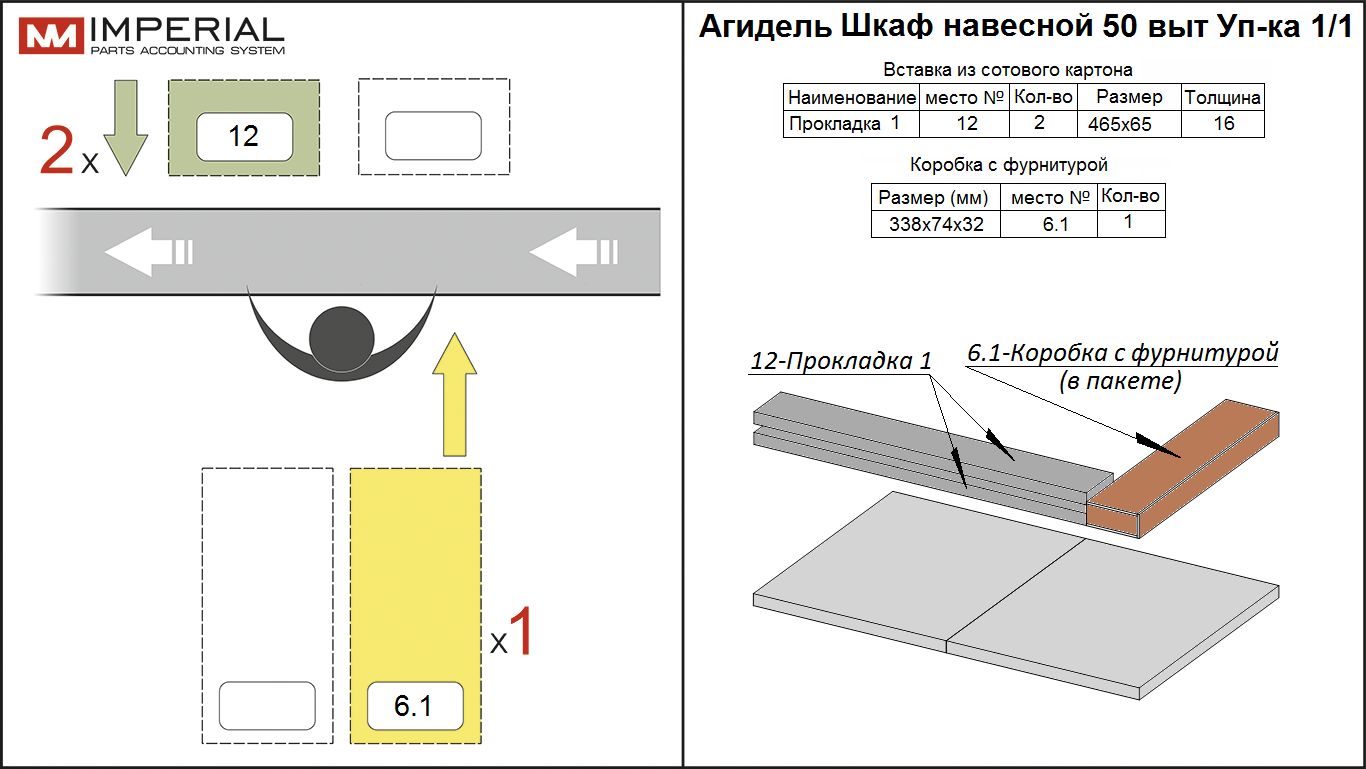 IMPERIAL
PARTS ACCOUNTING SYSTEM
2 x
12
6.1
x1
Агидель Шкаф навесной 50 выт Уп-ка 1/1
Вставка из сотового картона
Наименование место № Кол-во Размер Толщина
Прокладка 1 12 2 465x65 16
Коробка с фурнитурой
Размер (мм) место № Кол-во
338x74x32 6.1 1
12-Прокладка 1
6.1-Коробка с фурнитурой
(в пакете)